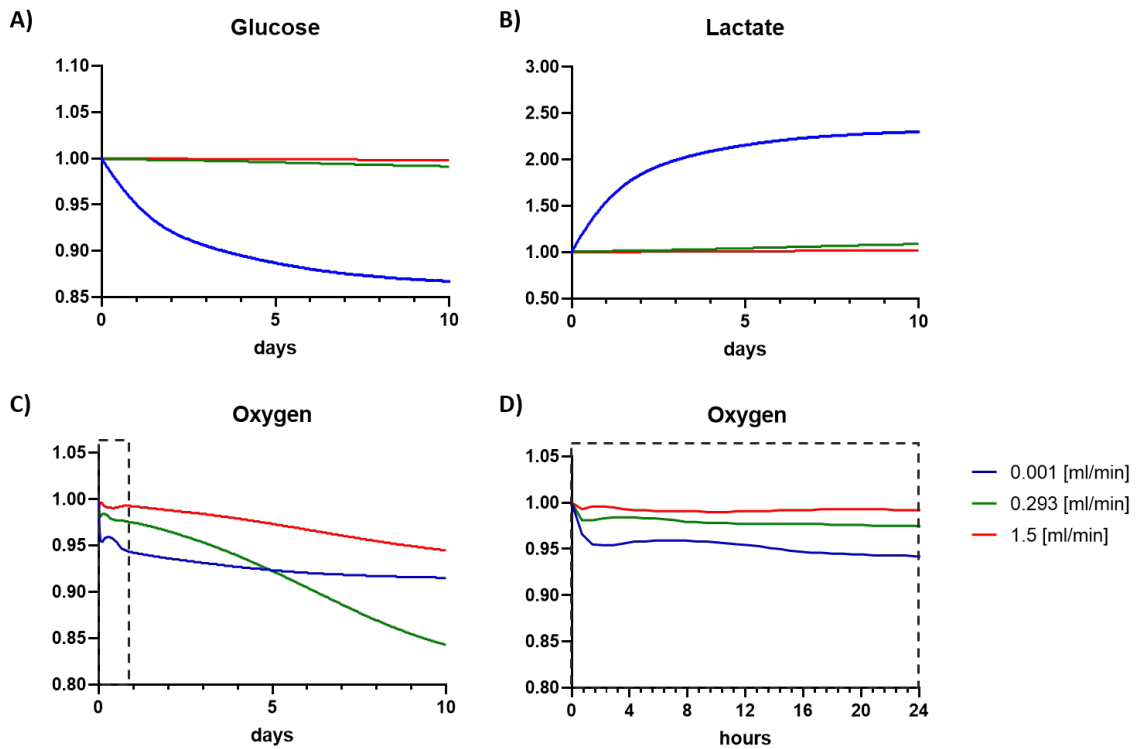 A)
Glucose
1.10
1.05
1.00
0.95
0.90
0.85
0
5
10
days
B)
Lactate
3.00
2.50
2.00
1.50
1.00
0.50
0
5
10
days
C)
Oxygen
1.05
1.00
0.95
0.90
0.85
0.80
0
5
10
days
D)
Oxygen
1.05
1.00
0.95
0.90
0.85
0.80
0
4
8
12
16
20
24
hours
0.001 [ml/min]
0.293 [ml/min]
1.5 [ml/min]